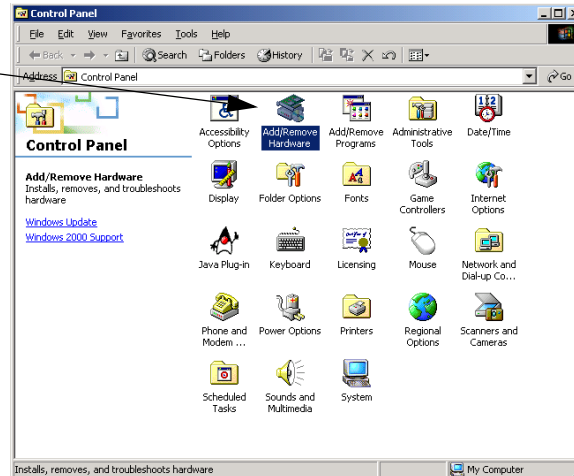 Control Panel
File Edit View Favorites Tools Help
Back Search Folders History
Address Control Panel Go
Control Panel
Add/Remove Hardware
Installs, removes, and troubleshoots
hardware
Windows Update
Windows 2000 Support
Accessibility
Options
Add/Remove
Hardware
Add/Remove
Programs
Administrative
Tools
Date/Time
Display
Folder Options
Fonts
Game
Controllers
Internet
Options
Java Plug-in
Keyboard
Licensing
Mouse
Network and
Dial-up Co...
Phone and
Modem ...
Power Options
Printers
Regional
Options
Scanners and
Cameras
Scheduled
Tasks
Sounds and
Multimedia
System
Installs, removes, and troubleshoots hardware
My Computer